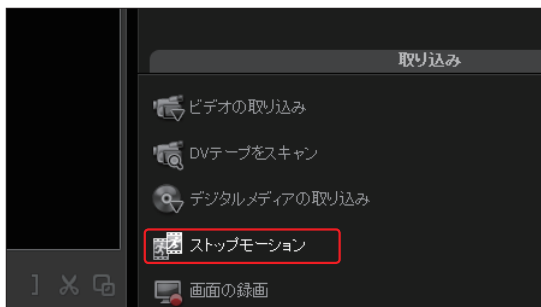 取り込み
ビデオの取り込み
DVテープをスキャン
デジタルメディアの取り込み
ストップモーション
画面の録画